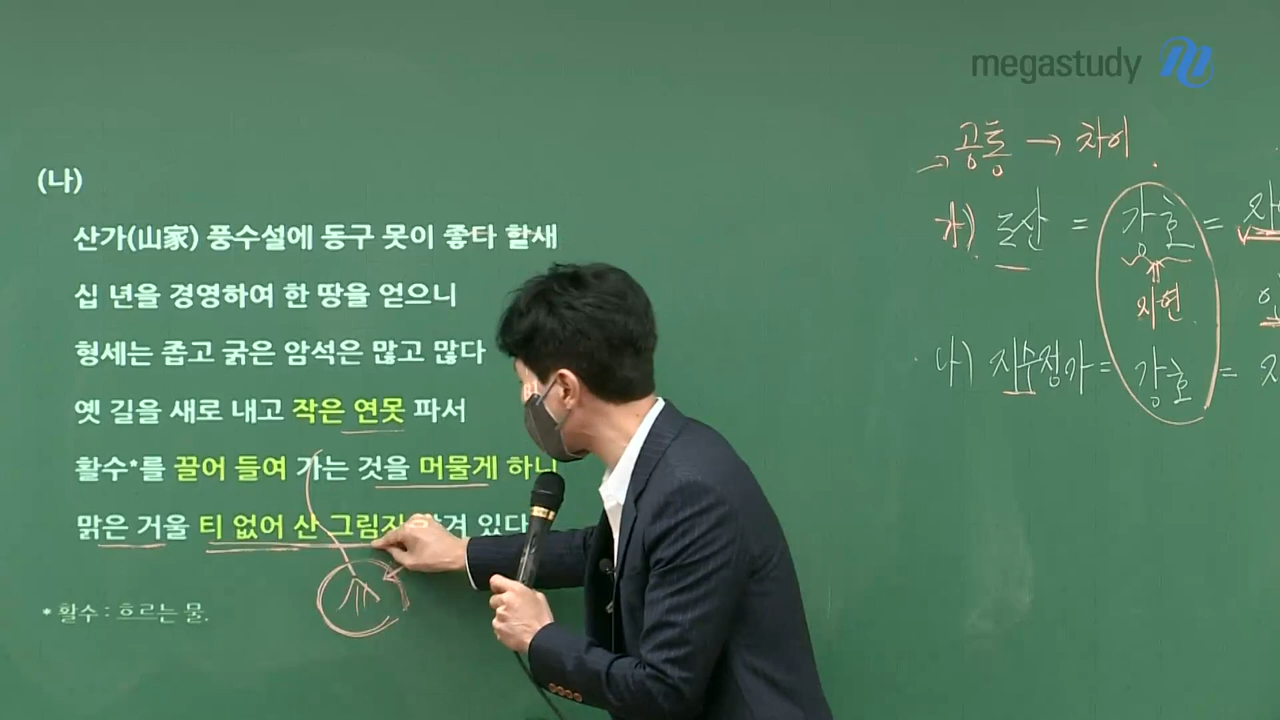 megastudy
(나)
산가(山家) 풍수설에 동구 못이 좋다 할새
십 년을 경영하여 한 땅을 얻으니
형세는 좁고 굵은 암석은 많고 많다
옛 길을 새로 내고 작은 연못 파서
활수*를 끌어 들여 가는 것을 머물게 하니
맑은 거울 티 없어 산 그림자 잠겨 있다
* 활수 : 흐르는 물.
→ 공통 → 차이
가) 도산 = 강호 =
자연
나) 지수정가 = 강호 =